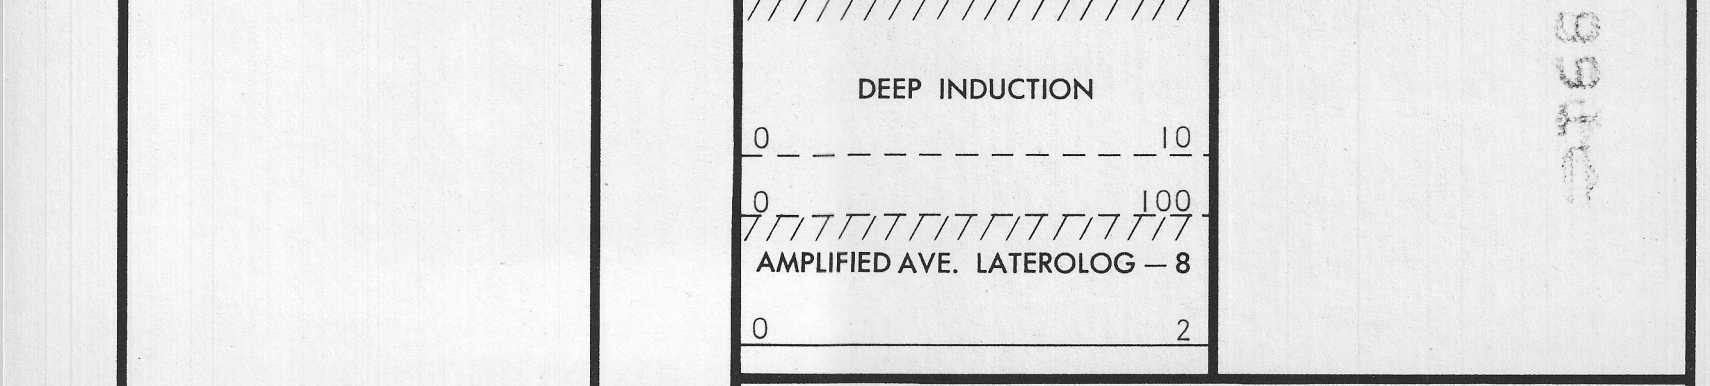 DEEP INDUCTION
0 10
0 100
AMPLIFIED AVE. LATEROLOG — 8
0 2